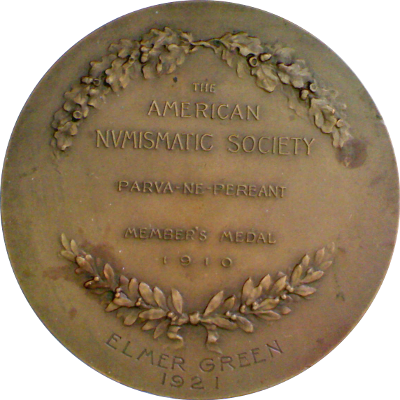 THE
AMERICAN
NVMISMATIC SOCIETY
PARVA·NE·PEREANT
MEMBER'S MEDAL
1910
ELMER GREEN
1921